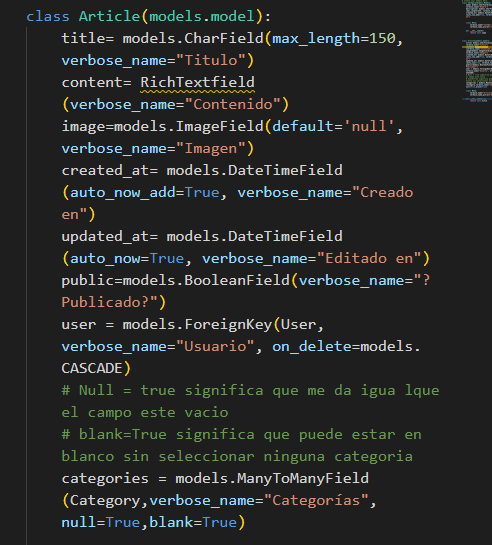 class Article(models.model):
title= models.CharField(max_length=150,
verbose_name="Titulo")
content= RichTextfield
(verbose_name="Contenido")
image=models.ImageField(default='null',
verbose_name="Imagen")
created_at= models.DateTimeField
(auto_now_add=True, verbose_name="Creado
en")
updated_at= models.DateTimeField
(auto_now=True, verbose_name="Editado en")
public=models.BooleanField(verbose_name="?
Publicado?")
user = models.ForeignKey(User,
verbose_name="Usuario", on_delete=models.
CASCADE)
# Null = true significa que me da igua lque
el campo este vacio
# blank=True significa que puede estar en
blanco sin seleccionar ninguna categoria
categories = models.ManyToManyField
(Category,verbose_name="Categorías",
null=True,blank=True)